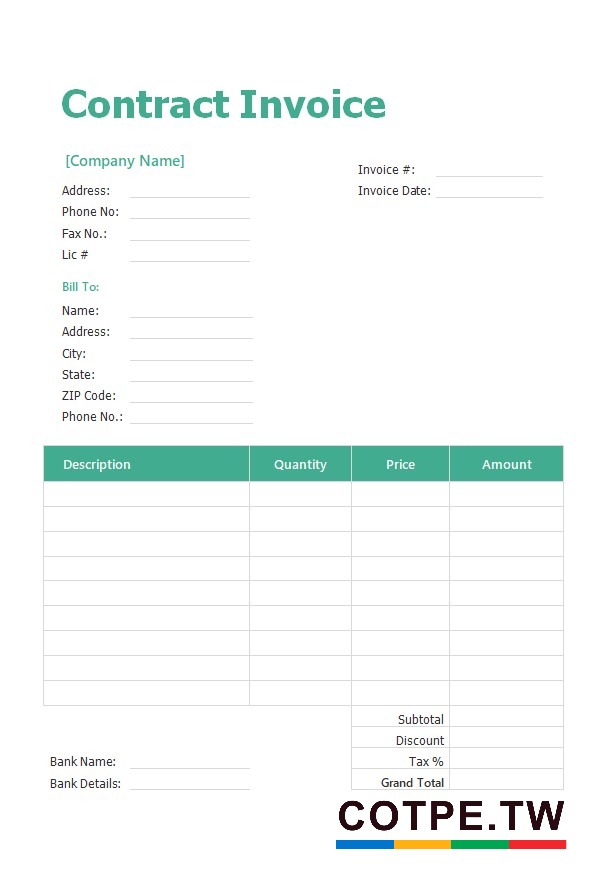 Contract Invoice
[Company Name]
Address:
Phone No:
Fax No.:
Lic #
Invoice #:
Invoice Date:
Bill To:
Name:
Address:
City:
State:
ZIP Code:
Phone No.:
Description Quantity Price Amount
Subtotal
Discount
Tax %
Grand Total
Bank Name:
Bank Details:
COTPE.TW